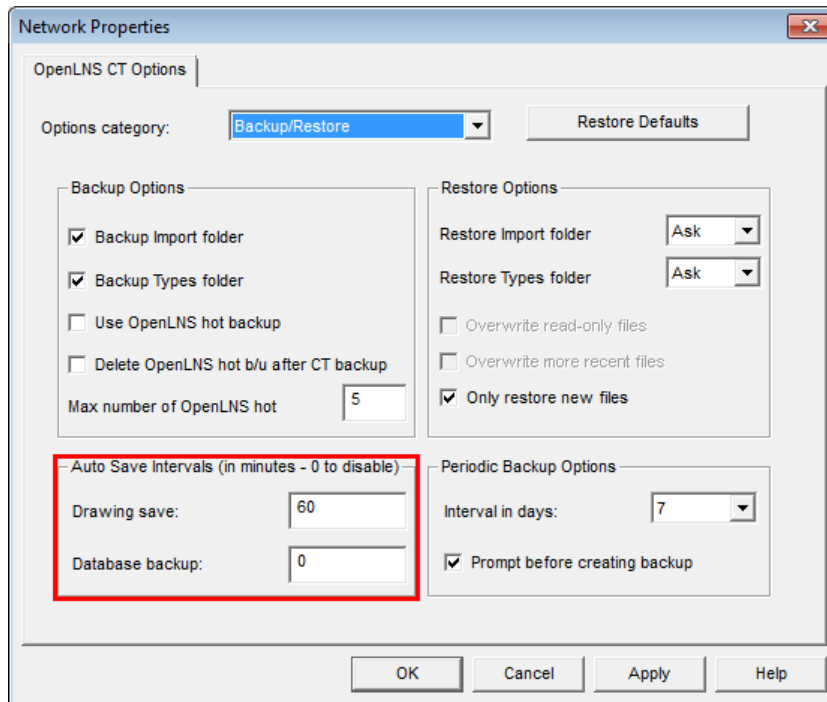 Network Properties
OpenLNS CT Options
Options category: Backup/Restore Restore Defaults
Backup Options
Backup Import folder
Backup Types folder
Use OpenLNS hot backup
Delete OpenLNS hot b/u after CT backup
Max number of OpenLNS hot 5
Restore Options
Restore Import folder Ask
Restore Types folder Ask
Overwrite read-only files
Overwrite more recent files
Only restore new files
Auto Save Intervals (in minutes - 0 to disable)
Drawing save: 60
Database backup: 0
Periodic Backup Options
Interval in days: 7
Prompt before creating backup
OK Cancel Apply Help